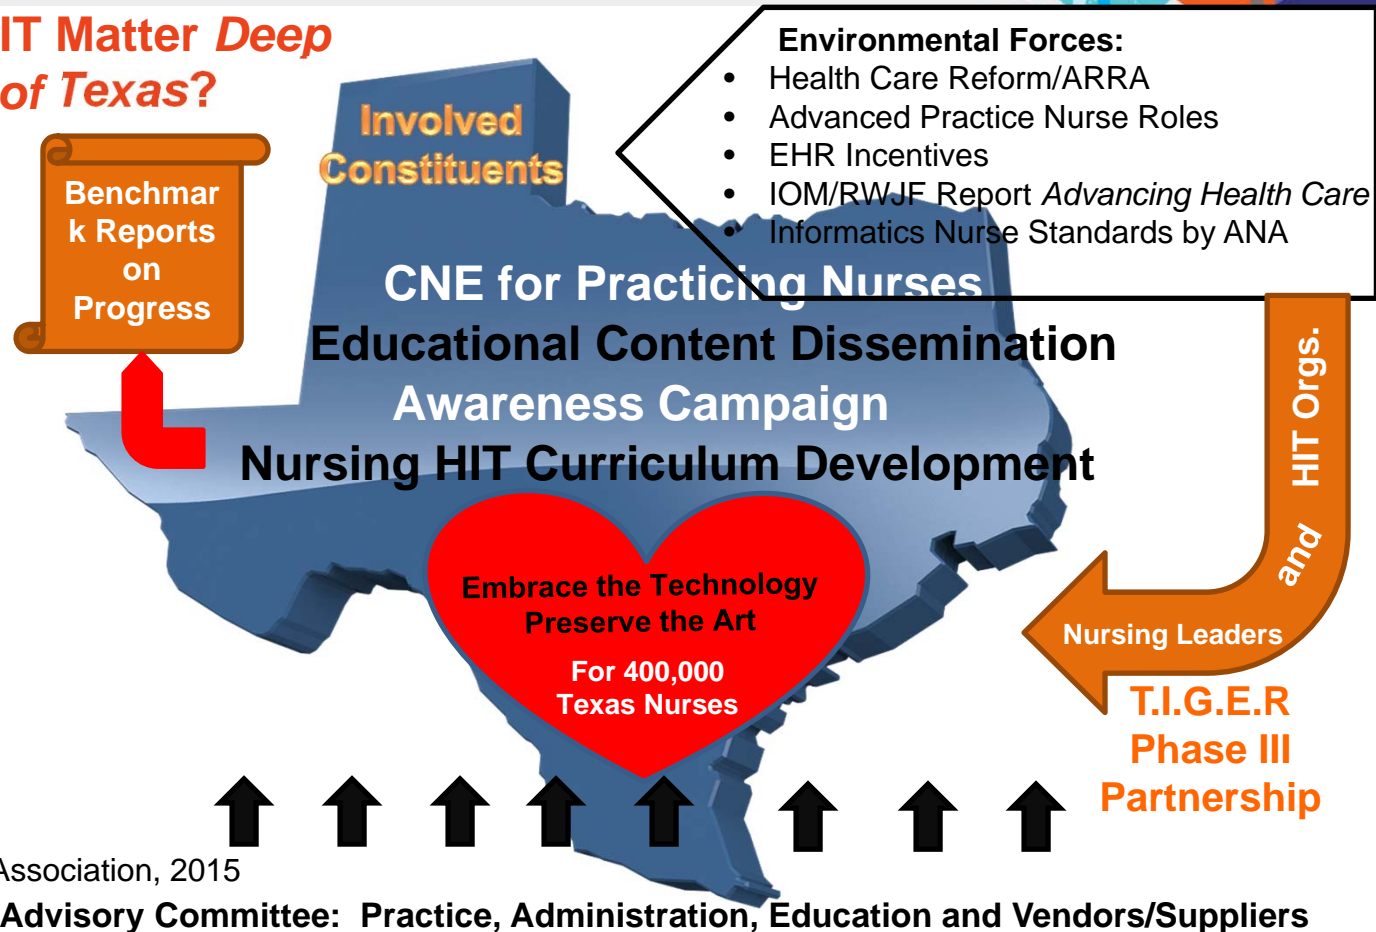 IT Matter Deep
of Texas?
Environmental Forces:
• Health Care Reform/ARRA
• Advanced Practice Nurse Roles
• EHR Incentives
• IOM/RWJF Report Advancing Health Care
• Informatics Nurse Standards by ANA
Involved
Constituents
Benchmar
k Reports
on
Progress
CNE for Practicing Nurses
Educational Content Dissemination
Awareness Campaign
Nursing HIT Curriculum Development
and HIT Orgs.
Nursing Leaders
Embrace the Technology
Preserve the Art
For 400,000
Texas Nurses
T.I.G.E.R
Phase III
Partnership
Association, 2015
Advisory Committee: Practice, Administration, Education and Vendors/Suppliers